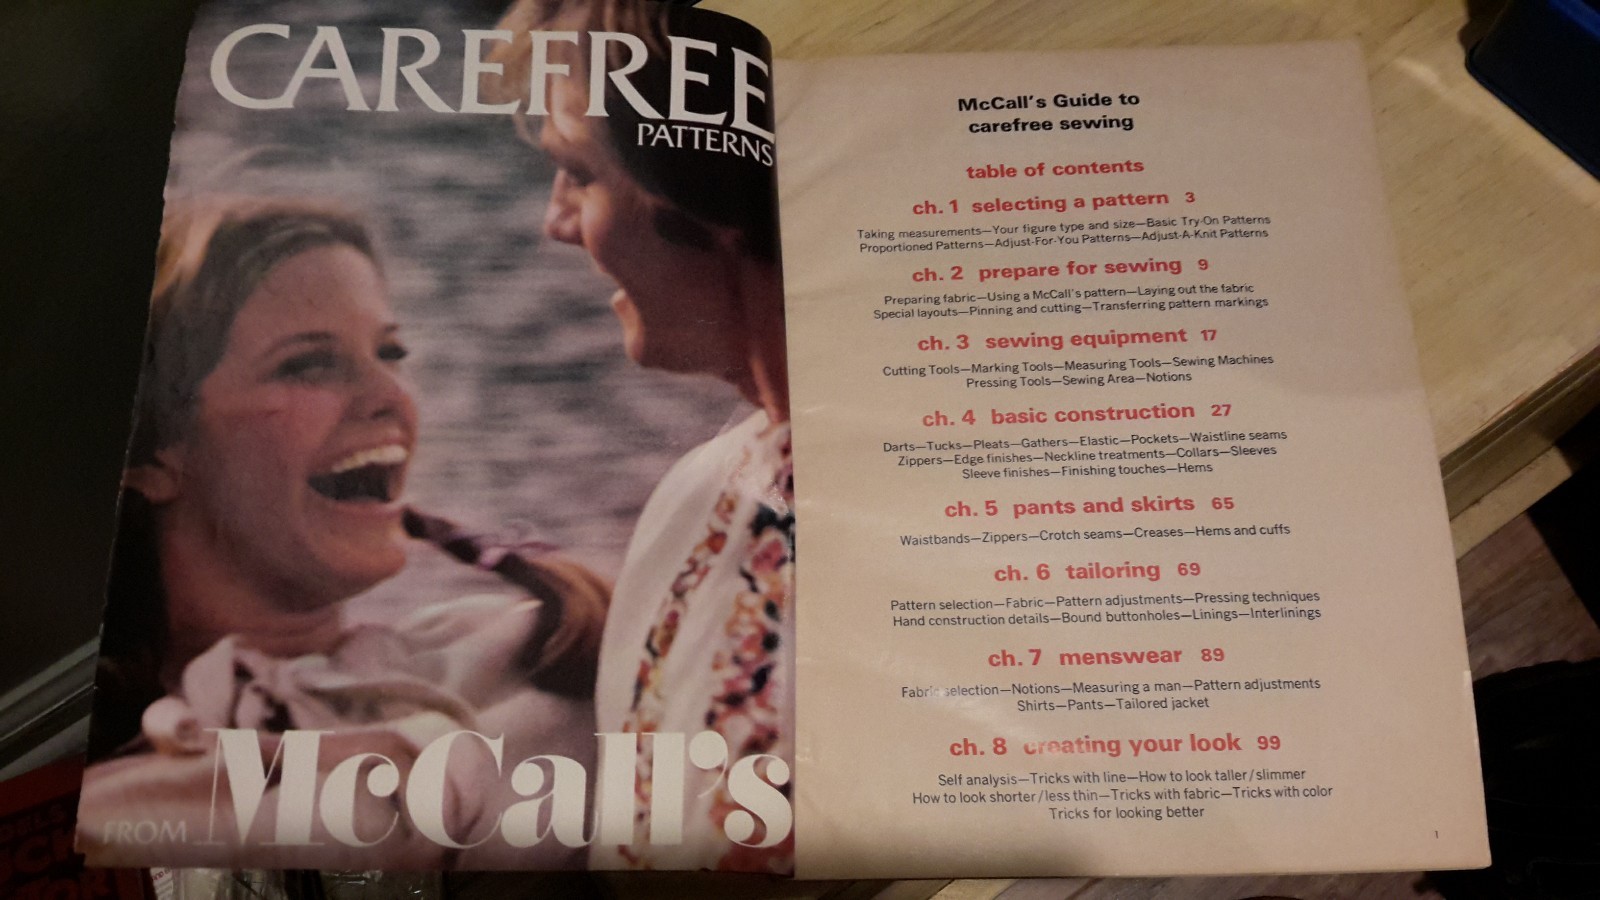 CAREFREE
PATTERNS
FROM McCall's
McCall's Guide to
carefree sewing
table of contents
ch. 1 selecting a pattern 3
Taking measurements—Your figure type and size—Basic Try-On Patterns
Proportioned Patterns—Adjust-For-You Patterns—Adjust-A-Knit Patterns
ch. 2 prepare for sewing 9
Preparing fabric—Using a McCall's pattern—Laying out the fabric
Special layouts—Pinning and cutting—Transferring pattern markings
ch. 3 sewing equipment 17
Cutting Tools—Marking Tools—Measuring Tools—Sewing Machines
Pressing Tools—Sewing Area—Notions
ch. 4 basic construction 27
Darts—Tucks—Pleats—Gathers—Elastic—Pockets—Waistline seams
Zippers—Edge finishes—Neckline treatments—Collars—Sleeves
Sleeve finishes—Finishing touches—Hems
ch. 5 pants and skirts 65
Waistbands—Zippers—Crotch seams—Creases—Hems and cuffs
ch. 6 tailoring 69
Pattern selection—Fabric—Pattern adjustments—Pressing techniques
Hand construction details—Bound buttonholes—Linings—Interlinings
ch. 7 menswear 89
Fabric selection—Notions—Measuring a man—Pattern adjustments
Shirts—Pants—Tailored jacket
ch. 8 creating your look 99
Self analysis—Tricks with line—How to look taller/slimmer
How to look shorter/less thin—Tricks with fabric—Tricks with color
Tricks for looking better
1